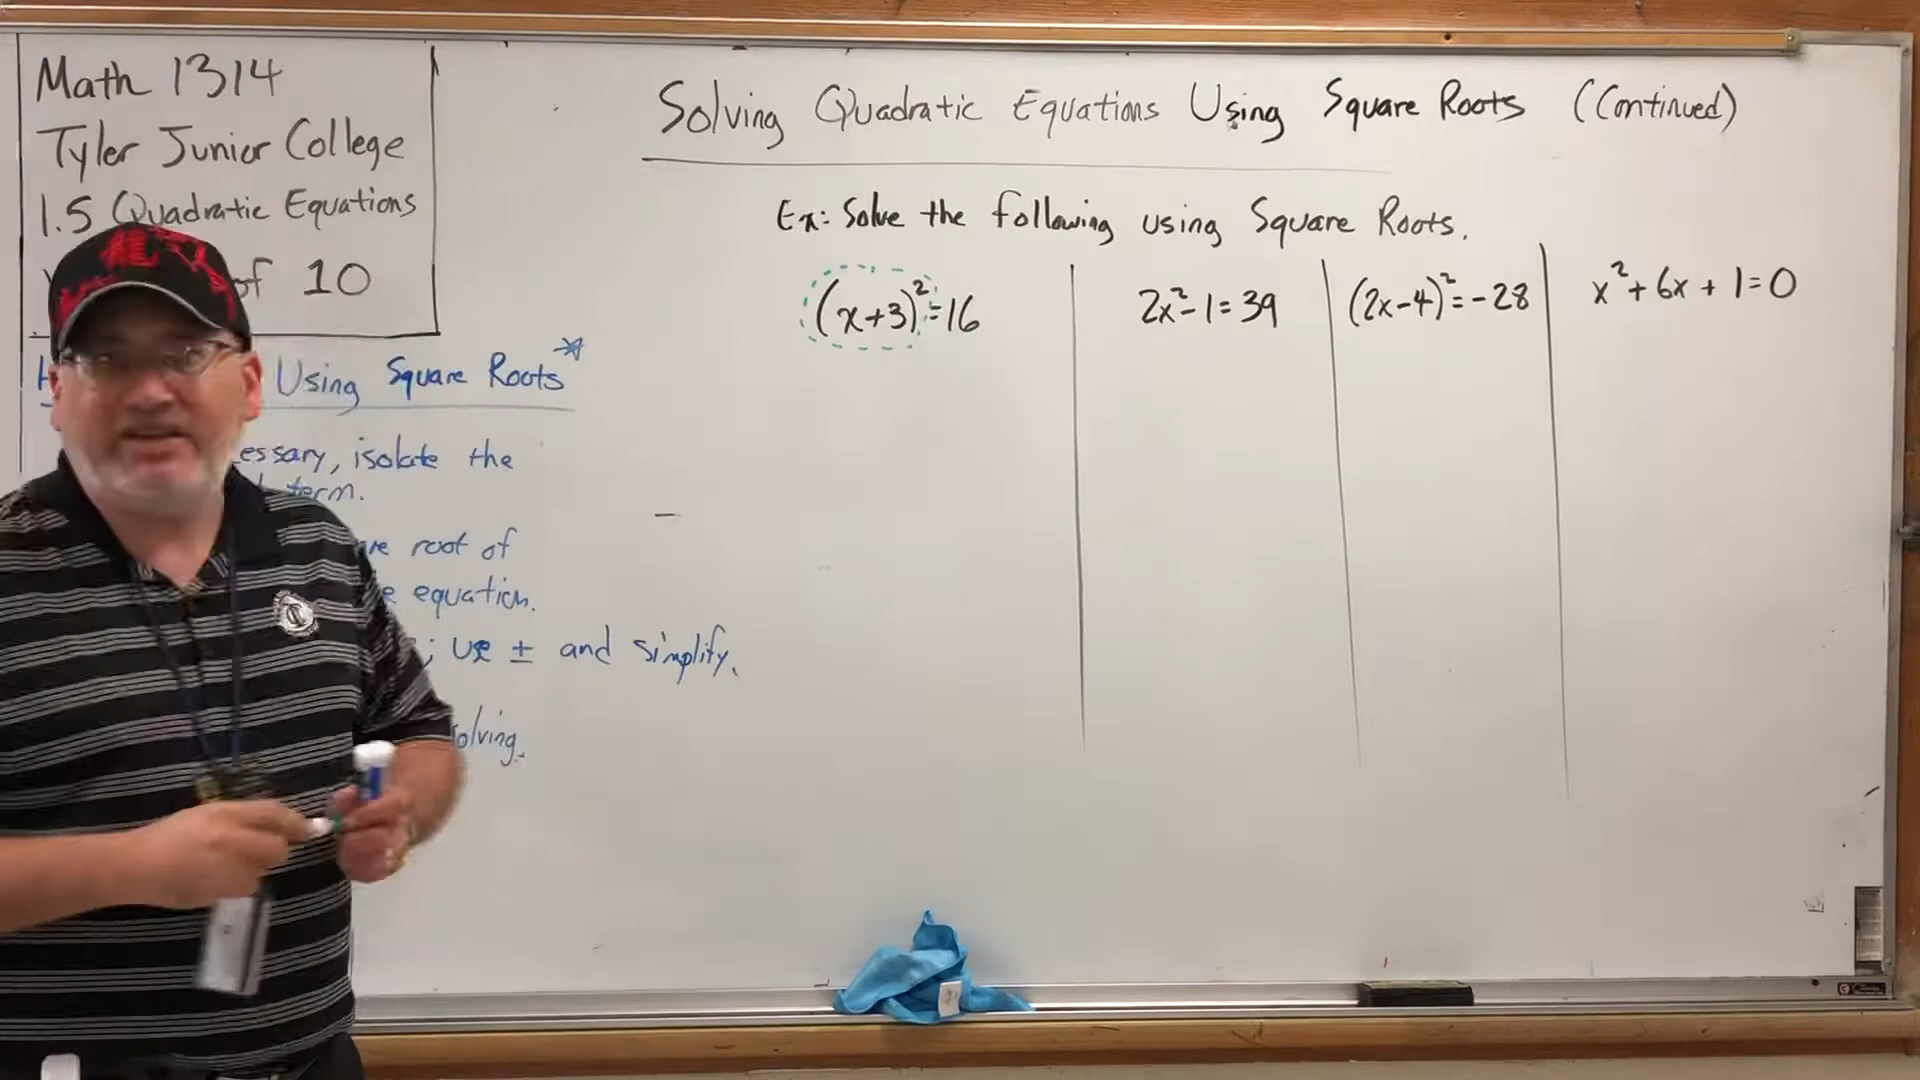 Math 1314
Tyler Junior College
1.5 Quadratic Equations
of 10
Using Square Roots*
essary, isolate the
term.
root of
equation.
; use ± and simplify.
olving.
Solving Quadratic Equations Using Square Roots (Continued)
Ex: Solve the following using Square Roots.
(x+3)²=16
2x²-1=39
(2x-4)²=-28
x²+6x+1=0